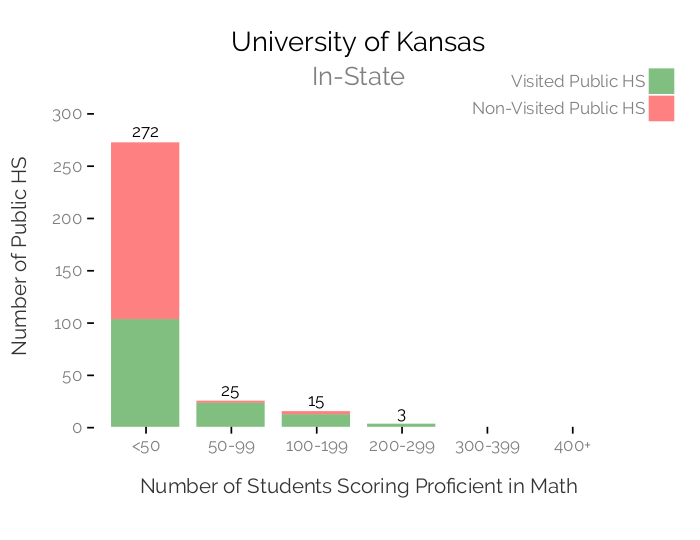 University of Kansas
In-State
Visited Public HS
Non-Visited Public HS
Number of Public HS
300
250
200
150
100
50
0
272
25
15
3
<50
50-99
100-199
200-299
300-399
400+
Number of Students Scoring Proficient in Math